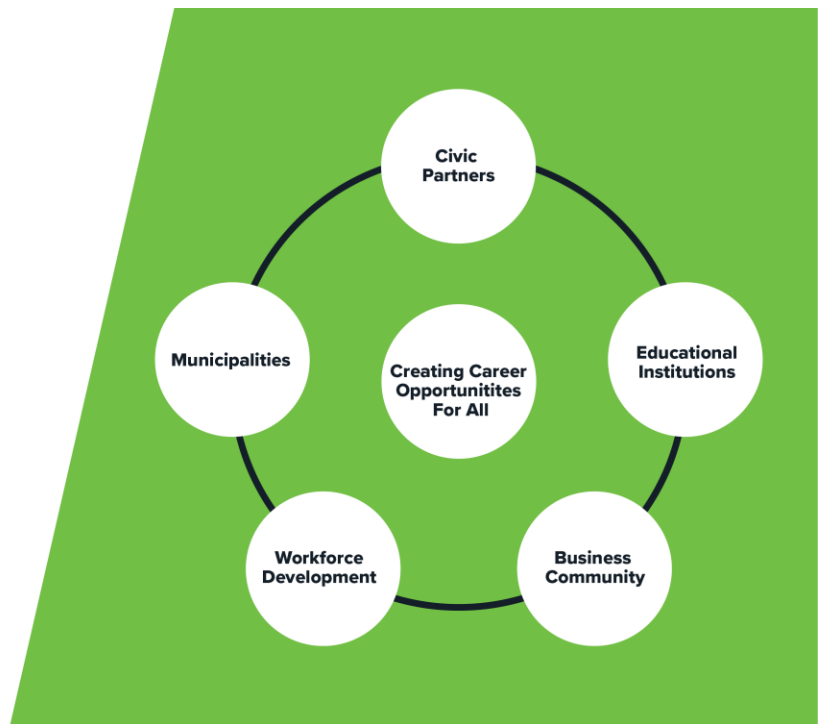 Civic
Partners
Municipalities
Educational
Institutions
Creating Career
Opportunitites
For All
Workforce
Development
Business
Community